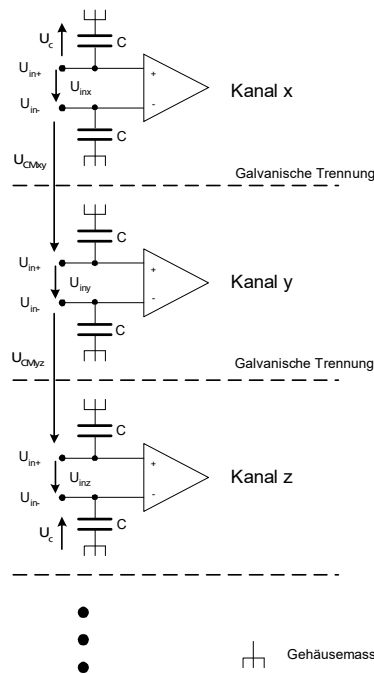 U_c
C
U_in+
+
Kanal x
U_inx
U_in-
-
C
U_CMxy
Galvanische Trennung
C
U_in+
+
Kanal y
U_iny
U_in-
-
C
U_CMyz
Galvanische Trennung
C
U_in+
+
Kanal z
U_inz
U_in-
-
U_c
C
Gehäusemass